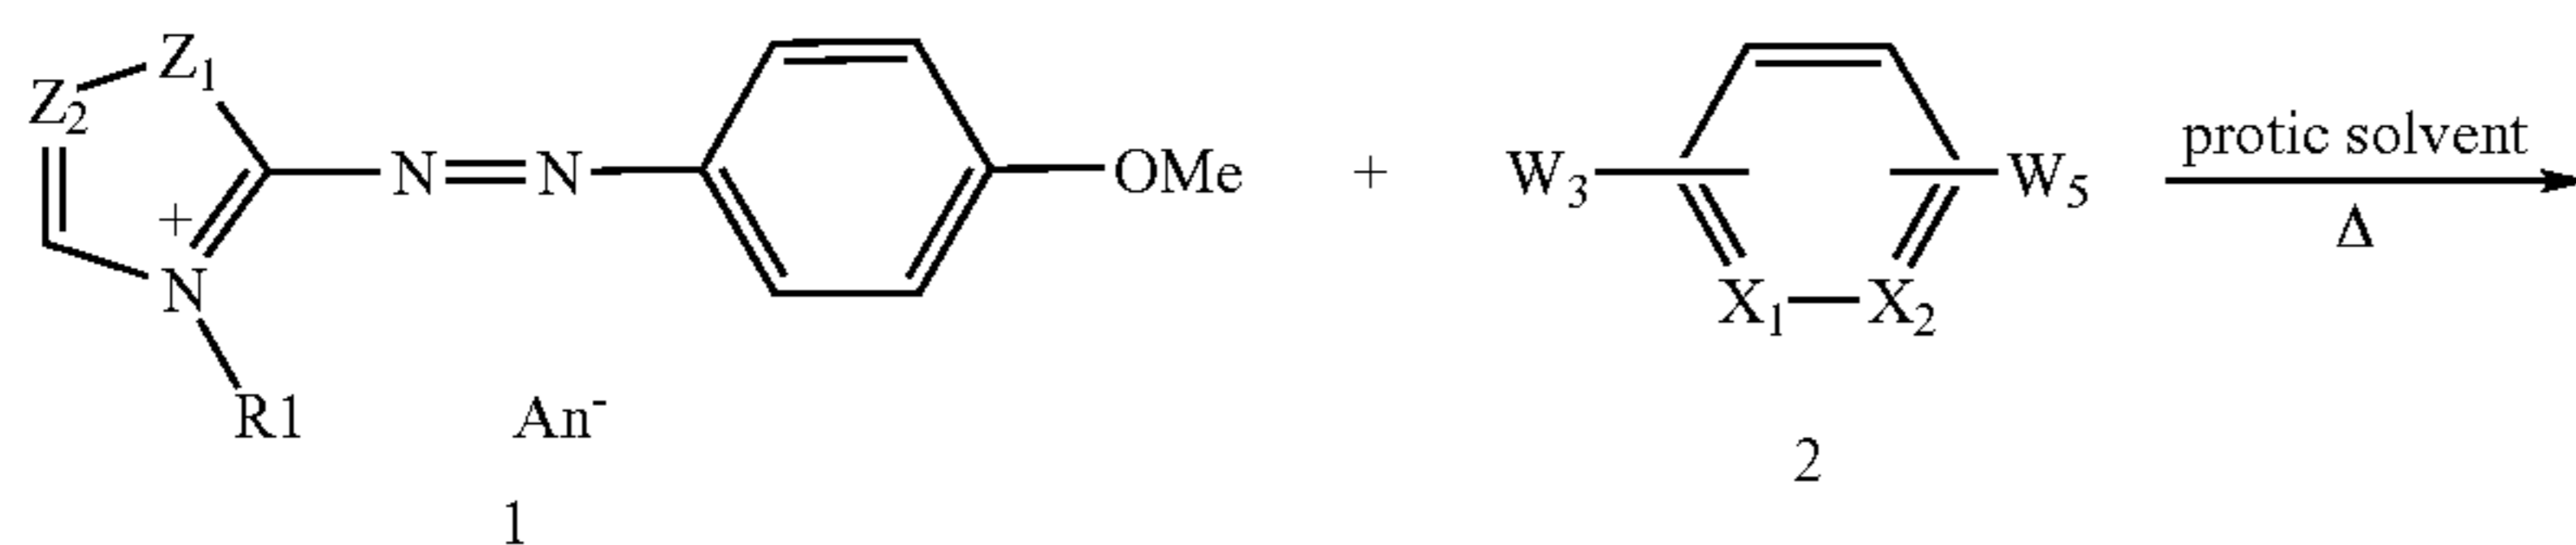 Z₁
Z₂
N=N
OMe
+
W₃
W₅
protic solvent
Δ
+
N
X₁—X₂
R1
An⁻
2
1